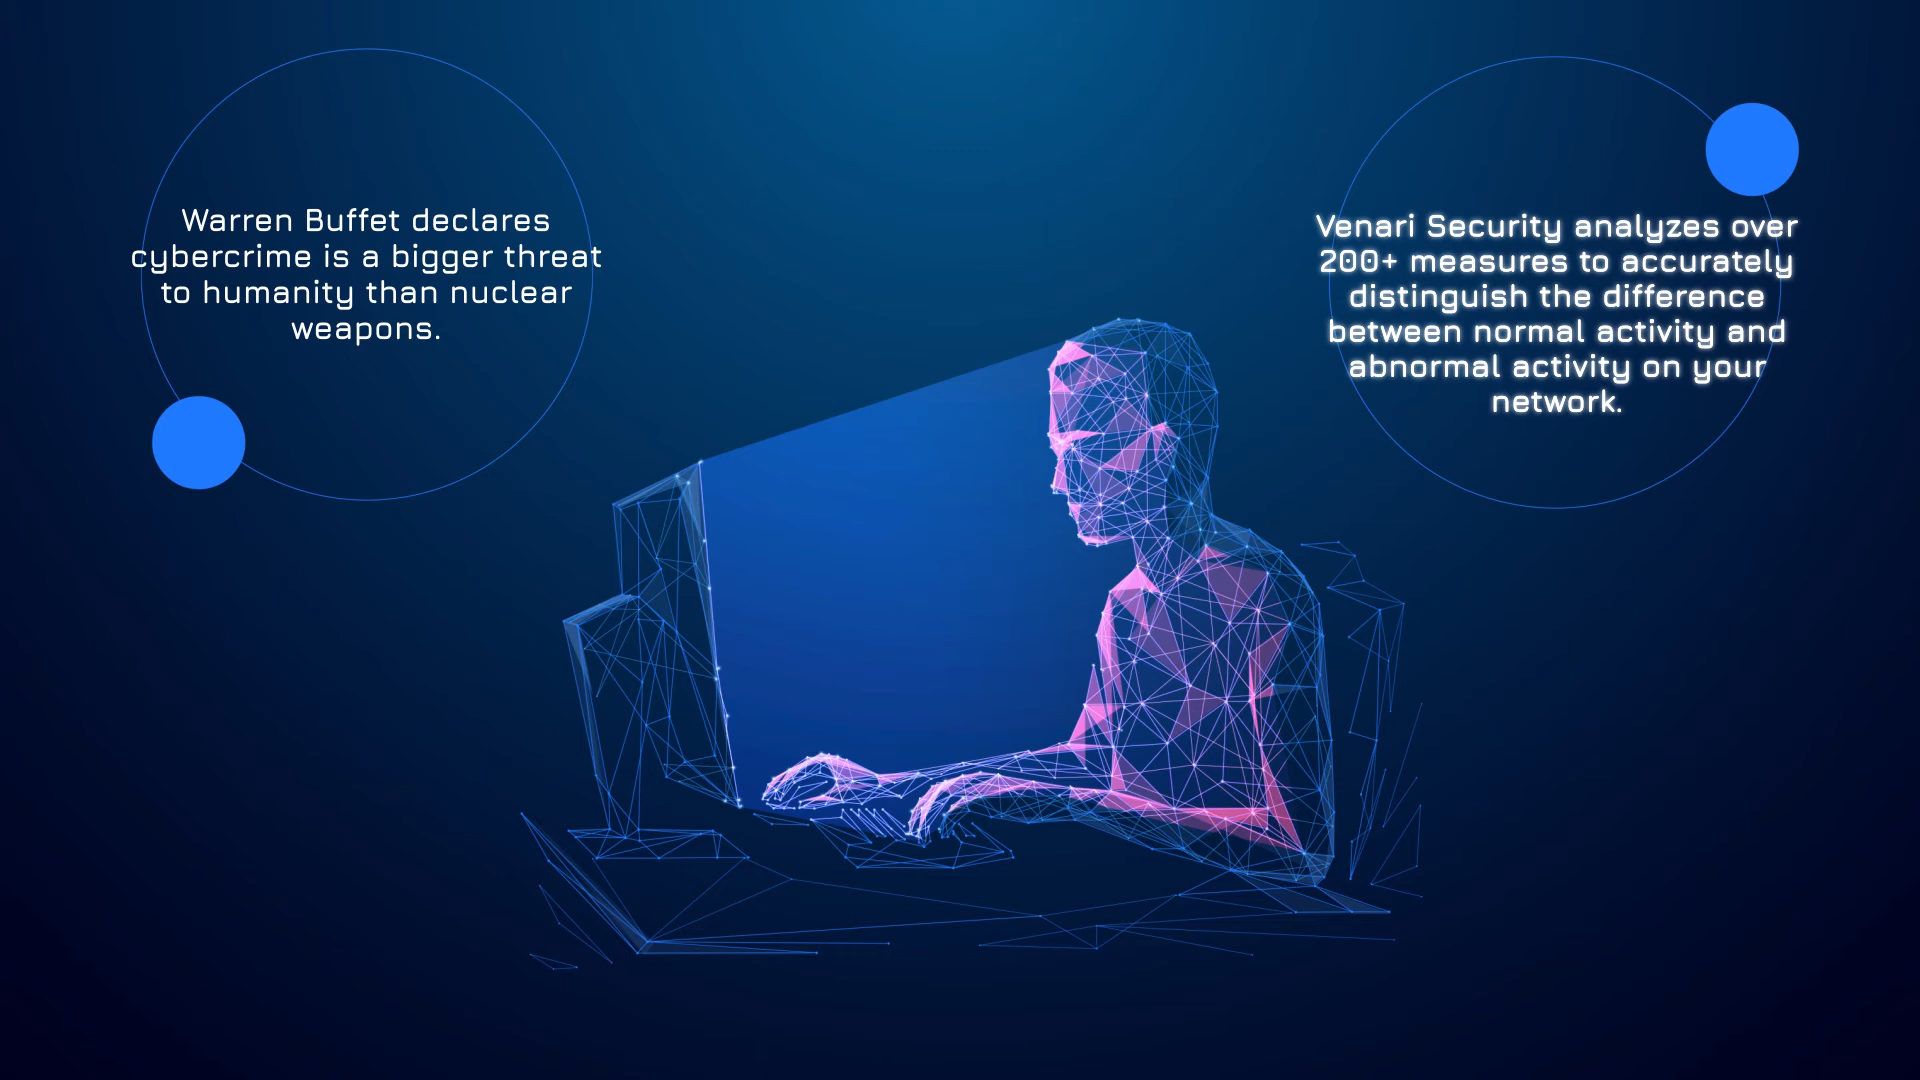 Warren Buffet declares
cybercrime is a bigger threat
to humanity than nuclear
weapons.
Venari Security analyzes over
200+ measures to accurately
distinguish the difference
between normal activity and
abnormal activity on your
network.